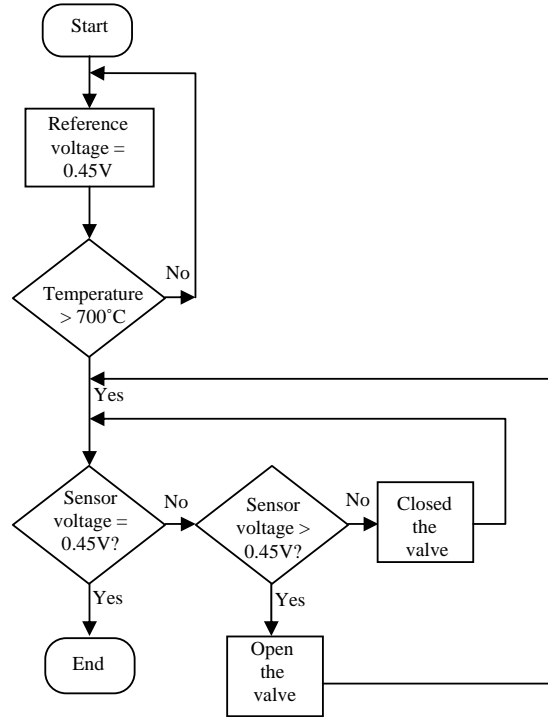 Start
Reference
voltage =
0.45V
No
Temperature
> 700˚C
Yes
Sensor
voltage =
0.45V?
No
Sensor
voltage >
0.45V?
No
Closed
the
valve
Yes
Yes
End
Open
the
valve